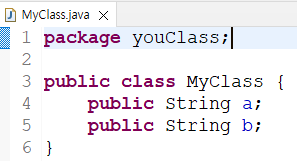 MyClass.java
1 package youClass;
2
3 public class MyClass {
4     public String a;
5     public String b;
6 }